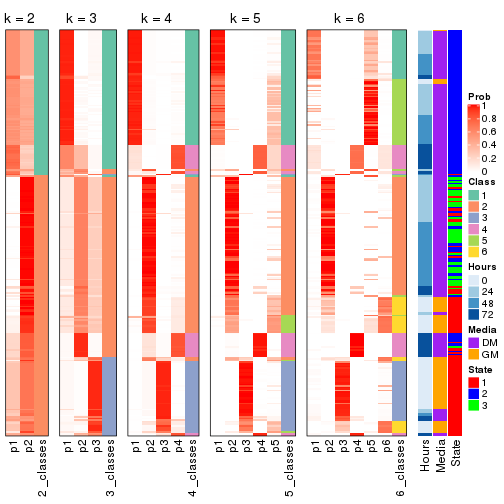 k = 2
k = 3
k = 4
k = 5
k = 6
p1
p2
2_classes
p1
p2
p3
3_classes
p1
p2
p3
p4
4_classes
p1
p2
p3
p4
p5
5_classes
p1
p2
p3
p4
p5
p6
6_classes
Hours
Media
State
Prob
1
0.8
0.6
0.4
0.2
0
Class
1
2
3
4
5
6
Hours
0
24
48
72
Media
DM
GM
State
1
2
3